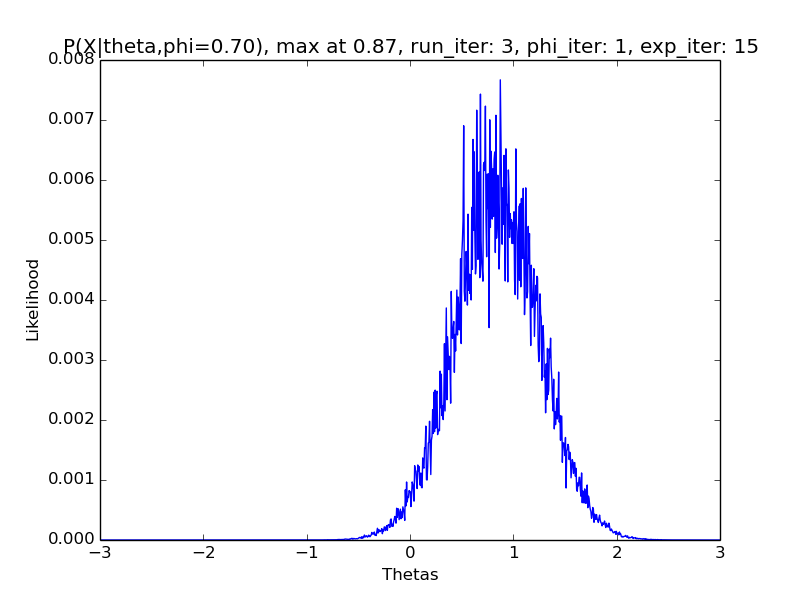 P(X|theta,phi=0.70), max at 0.87, run_iter: 3, phi_iter: 1, exp_iter: 15
0.008
0.007
0.006
0.005
0.004
0.003
0.002
0.001
0.000
Likelihood
−3 −2 −1 0 1 2 3
Thetas